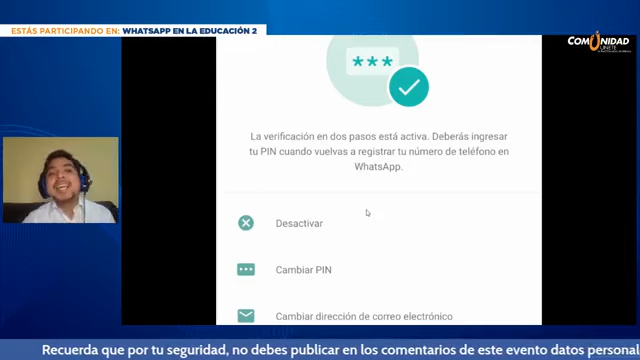 ESTÁS PARTICIPANDO EN: WHATSAPP EN LA EDUCACIÓN 2
COMUNIDAD
ÚNETE
***
La verificación en dos pasos está activa. Deberás ingresar
tu PIN cuando vuelvas a registrar tu número de teléfono en
WhatsApp.
Desactivar
Cambiar PIN
Cambiar dirección de correo electrónico
Recuerda que por tu seguridad, no debes publicar en los comentarios de este evento datos personal